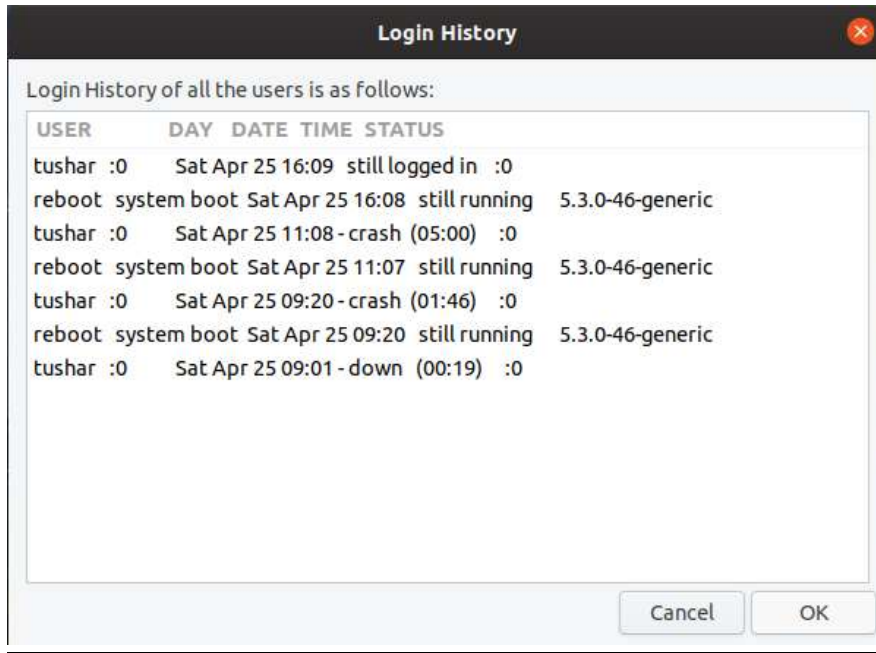 Login History
Login History of all the users is as follows:
USER DAY DATE TIME STATUS
tushar :0 Sat Apr 25 16:09 still logged in :0
reboot system boot Sat Apr 25 16:08 still running 5.3.0-46-generic
tushar :0 Sat Apr 25 11:08 - crash (05:00) :0
reboot system boot Sat Apr 25 11:07 still running 5.3.0-46-generic
tushar :0 Sat Apr 25 09:20 - crash (01:46) :0
reboot system boot Sat Apr 25 09:20 still running 5.3.0-46-generic
tushar :0 Sat Apr 25 09:01 - down (00:19) :0
Cancel OK